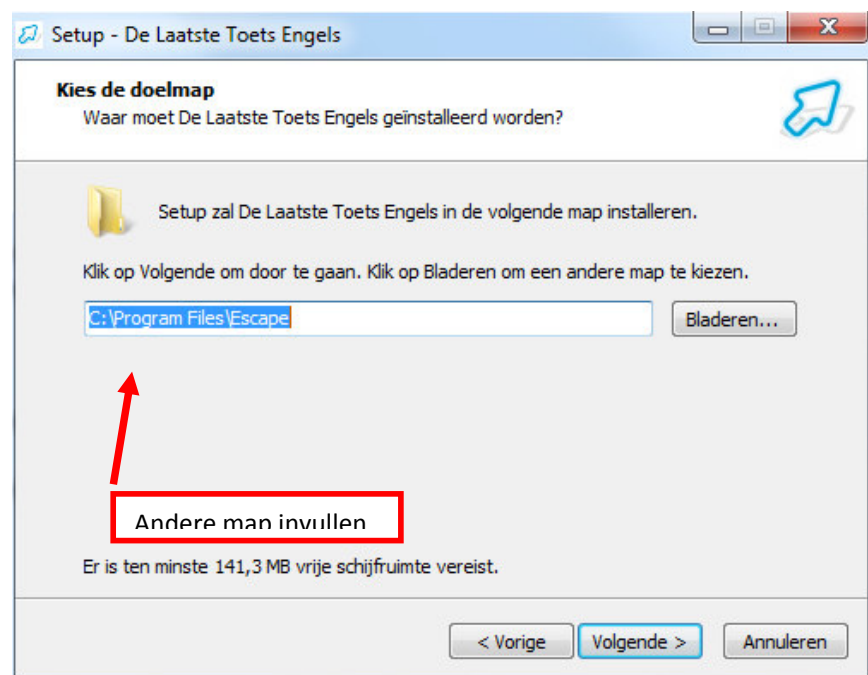 Setup - De Laatste Toets Engels
Kies de doelmap
Waar moet De Laatste Toets Engels geïnstalleerd worden?
Setup zal De Laatste Toets Engels in de volgende map installeren.
Klik op Volgende om door te gaan. Klik op Bladeren om een andere map te kiezen.
C:\Program Files\Escape
Bladeren...
Andere map invullen
Er is ten minste 141,3 MB vrije schijfruimte vereist.
< Vorige
Volgende >
Annuleren